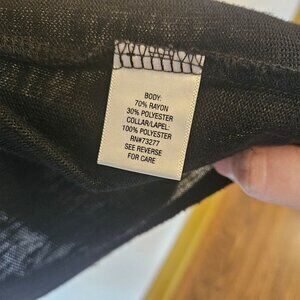 BODY:
70% RAYON
30% POLYESTER
COLLAR/LAPEL:
100% POLYESTER
RN#73277
SEE REVERSE
FOR CARE